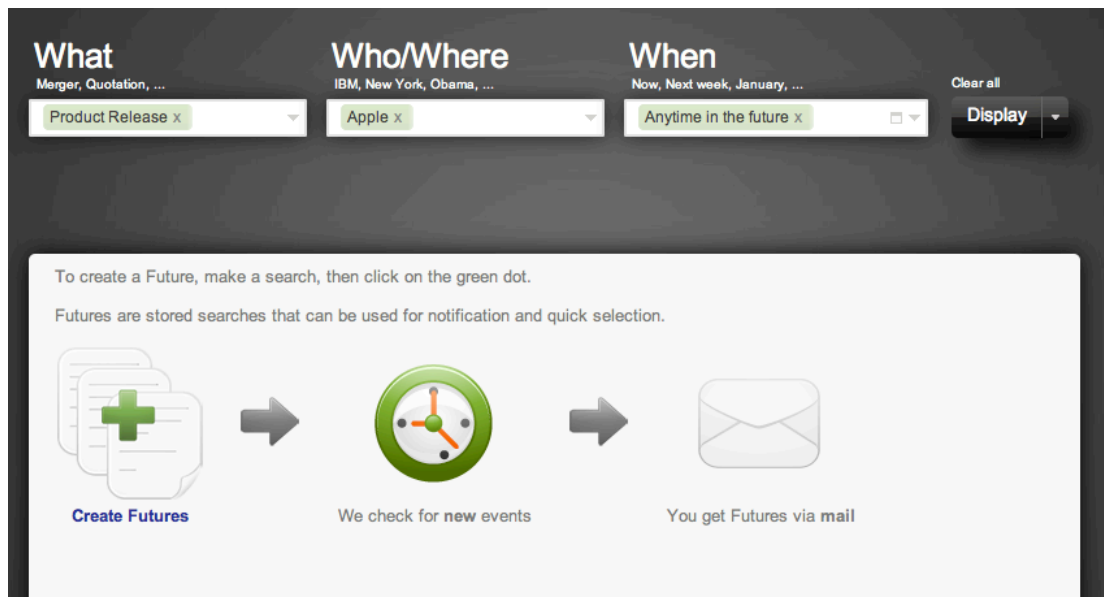 What
Merger, Quotation, ...
Product Release x
Who/Where
IBM, New York, Obama, ...
Apple x
When
Now, Next week, January, ...
Anytime in the future x
Clear all
Display
To create a Future, make a search, then click on the green dot.
Futures are stored searches that can be used for notification and quick selection.
Create Futures
We check for new events
You get Futures via mail